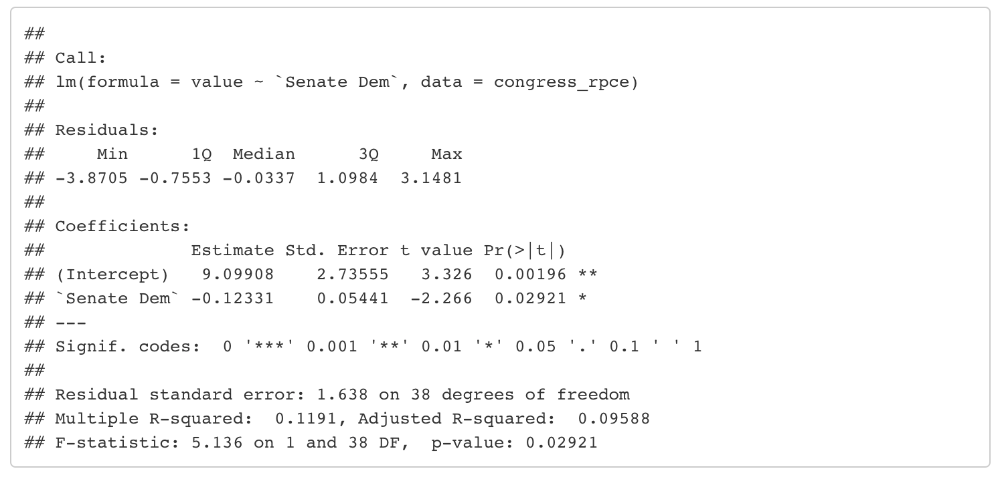 ##
## Call:
## lm(formula = value ~ `Senate Dem`, data = congress_rpce)
##
## Residuals:
##     Min      1Q  Median      3Q     Max
## -3.8705 -0.7553 -0.0337  1.0984  3.1481
##
## Coefficients:
##              Estimate Std. Error t value Pr(>|t|)
## (Intercept)   9.09908    2.73555   3.326  0.00196 **
## `Senate Dem` -0.12331    0.05441  -2.266  0.02921 *
## ---
## Signif. codes:  0 '***' 0.001 '**' 0.01 '*' 0.05 '.' 0.1 ' ' 1
##
## Residual standard error: 1.638 on 38 degrees of freedom
## Multiple R-squared:  0.1191, Adjusted R-squared:  0.09588
## F-statistic: 5.136 on 1 and 38 DF,  p-value: 0.02921